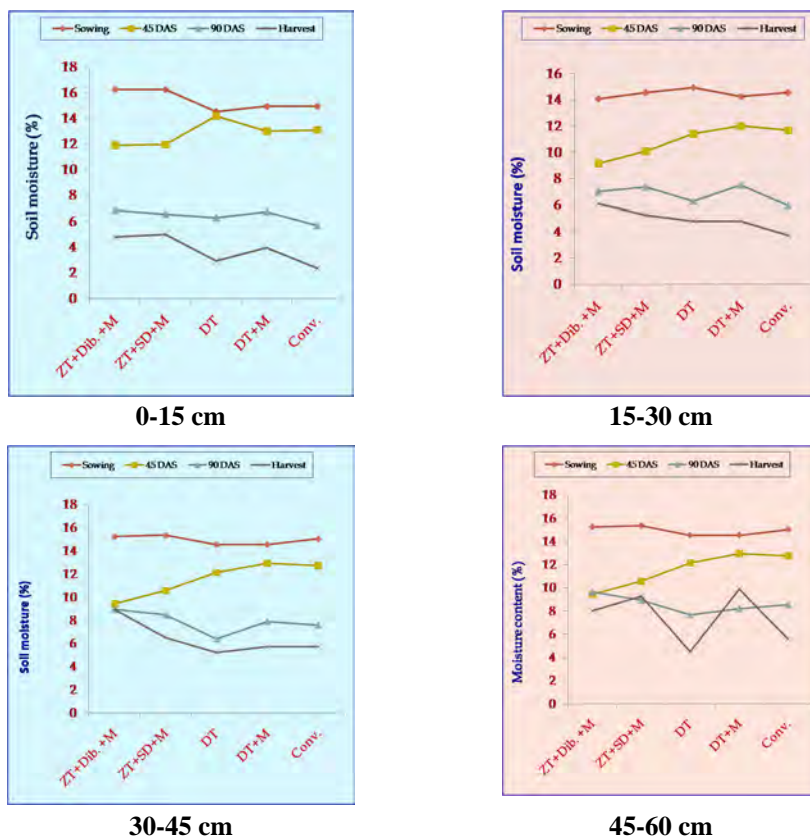 Sowing 45 DAS 90 DAS Harvest
18
16
14
12
10
8
6
4
2
0
Soil moisture (%)
ZT+Dib.+M
ZT+SD+M
DT
DT+M
Conv.
0-15 cm
Sowing 45 DAS 90 DAS Harvest
16
14
12
10
8
6
4
2
0
Soil moisture (%)
ZT+Dib.+M
ZT+SD+M
DT
DT+M
Conv.
15-30 cm
Sowing 45 DAS 90 DAS Harvest
18
16
14
12
10
8
6
4
2
0
Soil moisture (%)
ZT+Dib.+M
ZT+SD+M
DT
DT+M
Conv.
30-45 cm
Sowing 45 DAS 90 DAS Harvest
18
16
14
12
10
8
6
4
2
0
Moisture content (%)
ZT+Dib.+M
ZT+SD+M
DT
DT+M
Conv.
45-60 cm